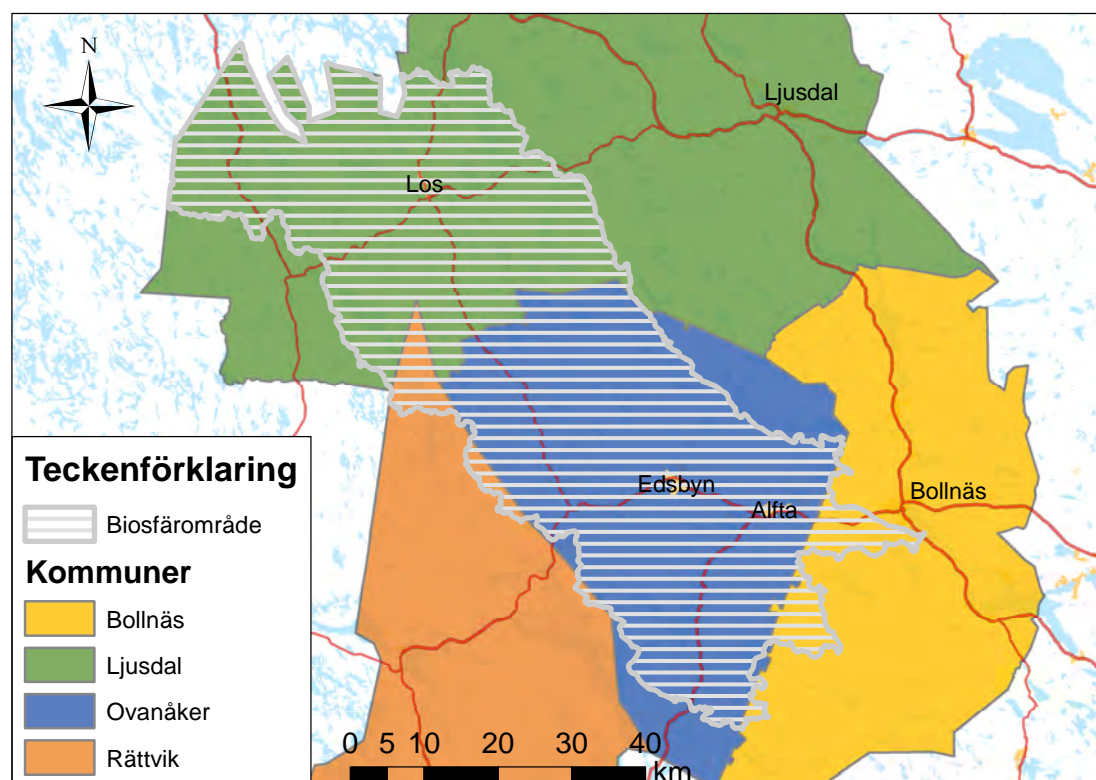 N
Ljusdal
Los
Edsbyn
Alfta
Bollnäs
Teckenförklaring
Biosfärområde
Kommuner
Bollnäs
Ljusdal
Ovanåker
Rättvik
0 5 10 20 30 40
km